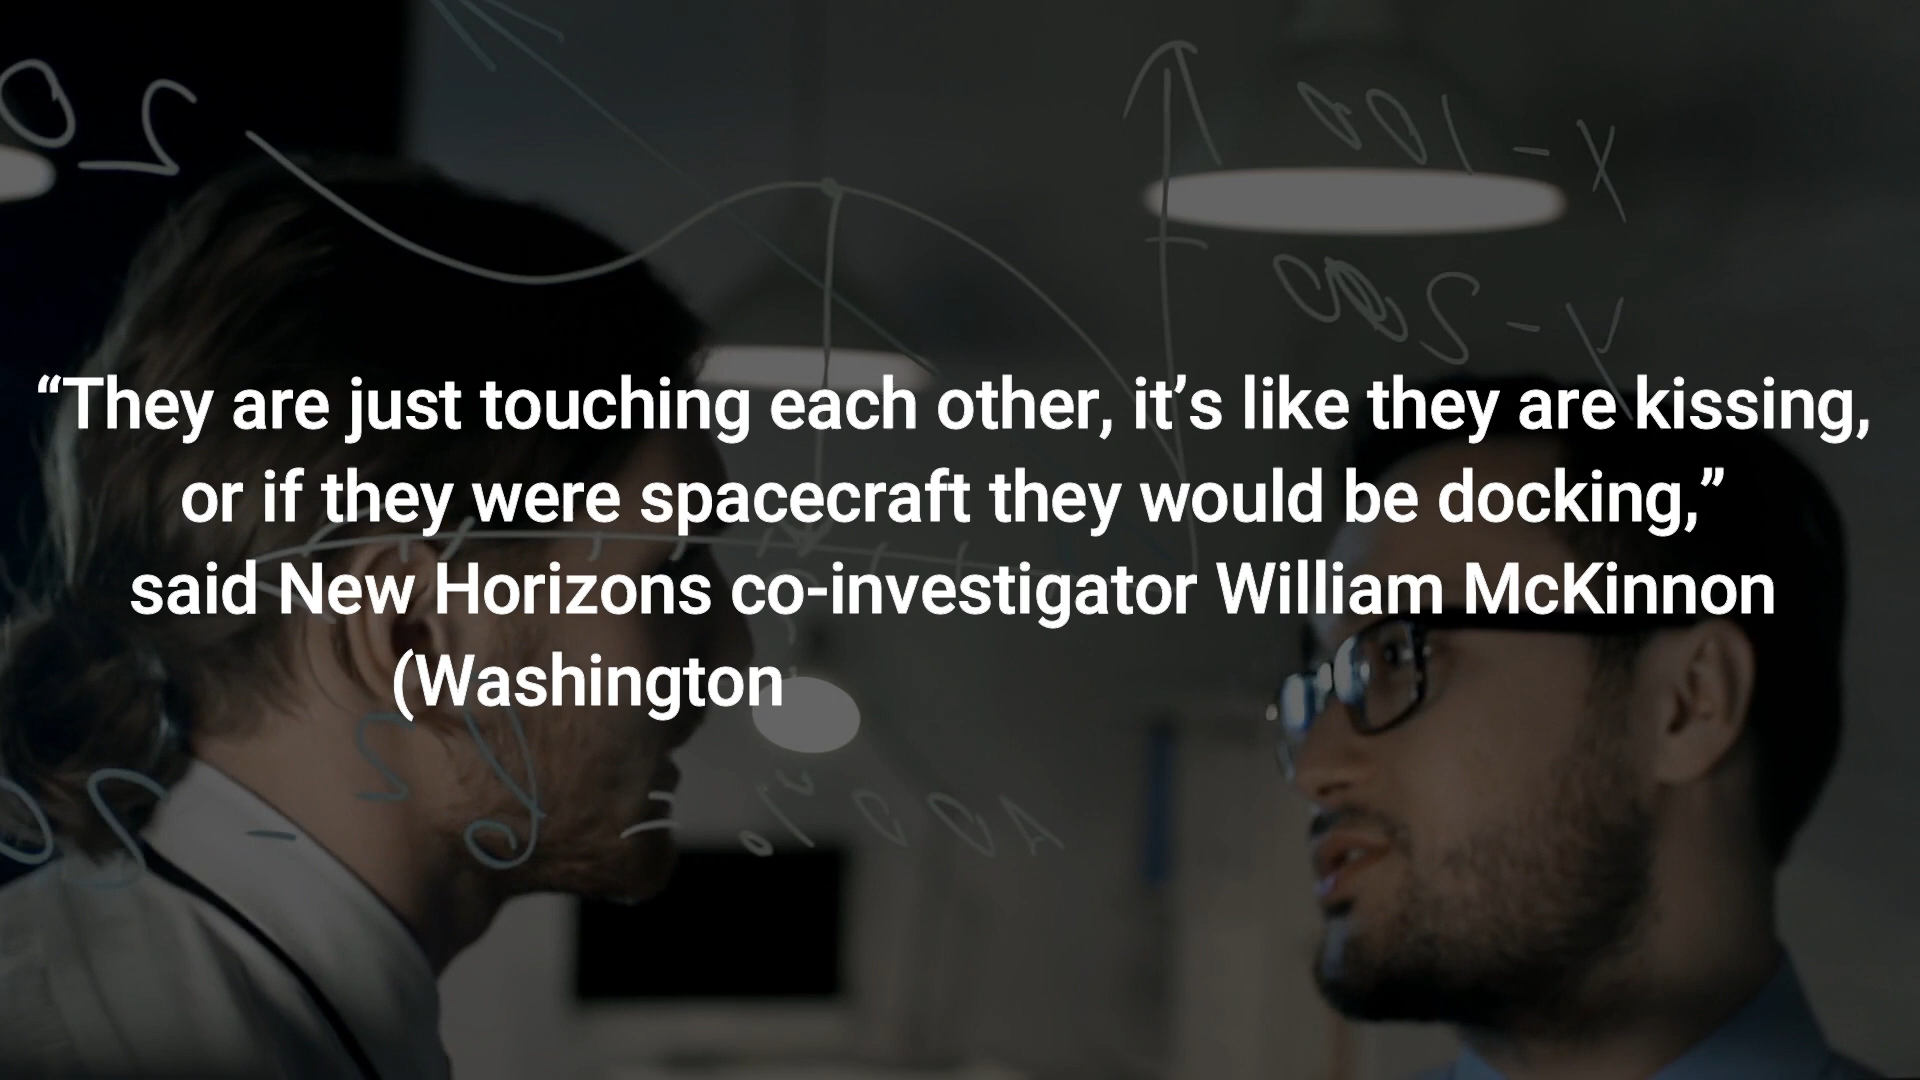 “They are just touching each other, it’s like they are kissing,
or if they were spacecraft they would be docking,”
said New Horizons co-investigator William McKinnon
(Washington